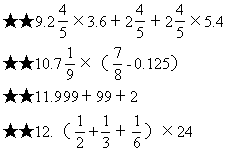 ★★9.2 4/5 ×3.6＋2 4/5＋2 4/5 ×5.4
★★10.7 1/9 ×（7/8 -0.125）
★★11.999＋99＋2
★★12.（1/2 + 1/3 + 1/6）×24